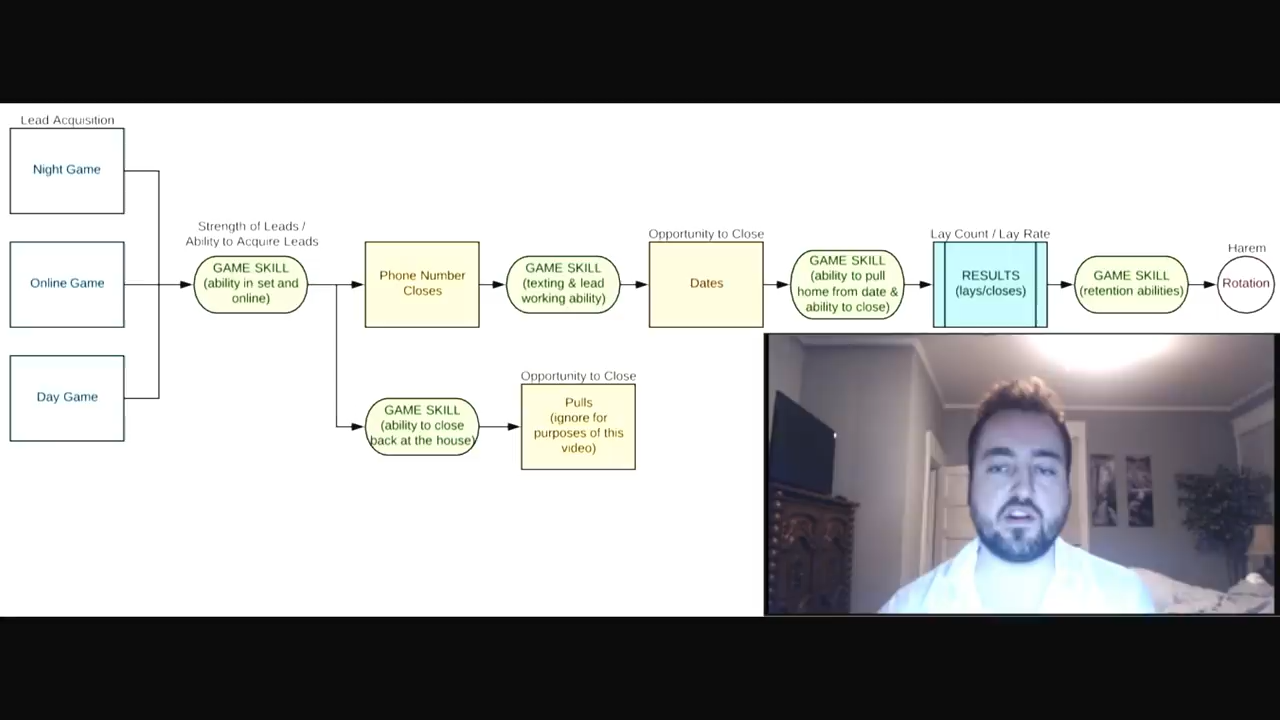 Lead Acquisition
Night Game
Online Game
Day Game
Strength of Leads /
Ability to Acquire Leads
GAME SKILL
(ability in set and
online)
Phone Number
Closes
GAME SKILL
(texting & lead
working ability)
Opportunity to Close
Dates
GAME SKILL
(ability to pull
home from date &
ability to close)
Lay Count / Lay Rate
RESULTS
(lays/closes)
GAME SKILL
(retention abilities)
Harem
Rotation
GAME SKILL
(ability to close
back at the house)
Opportunity to Close
Pulls
(ignore for
purposes of this
video)